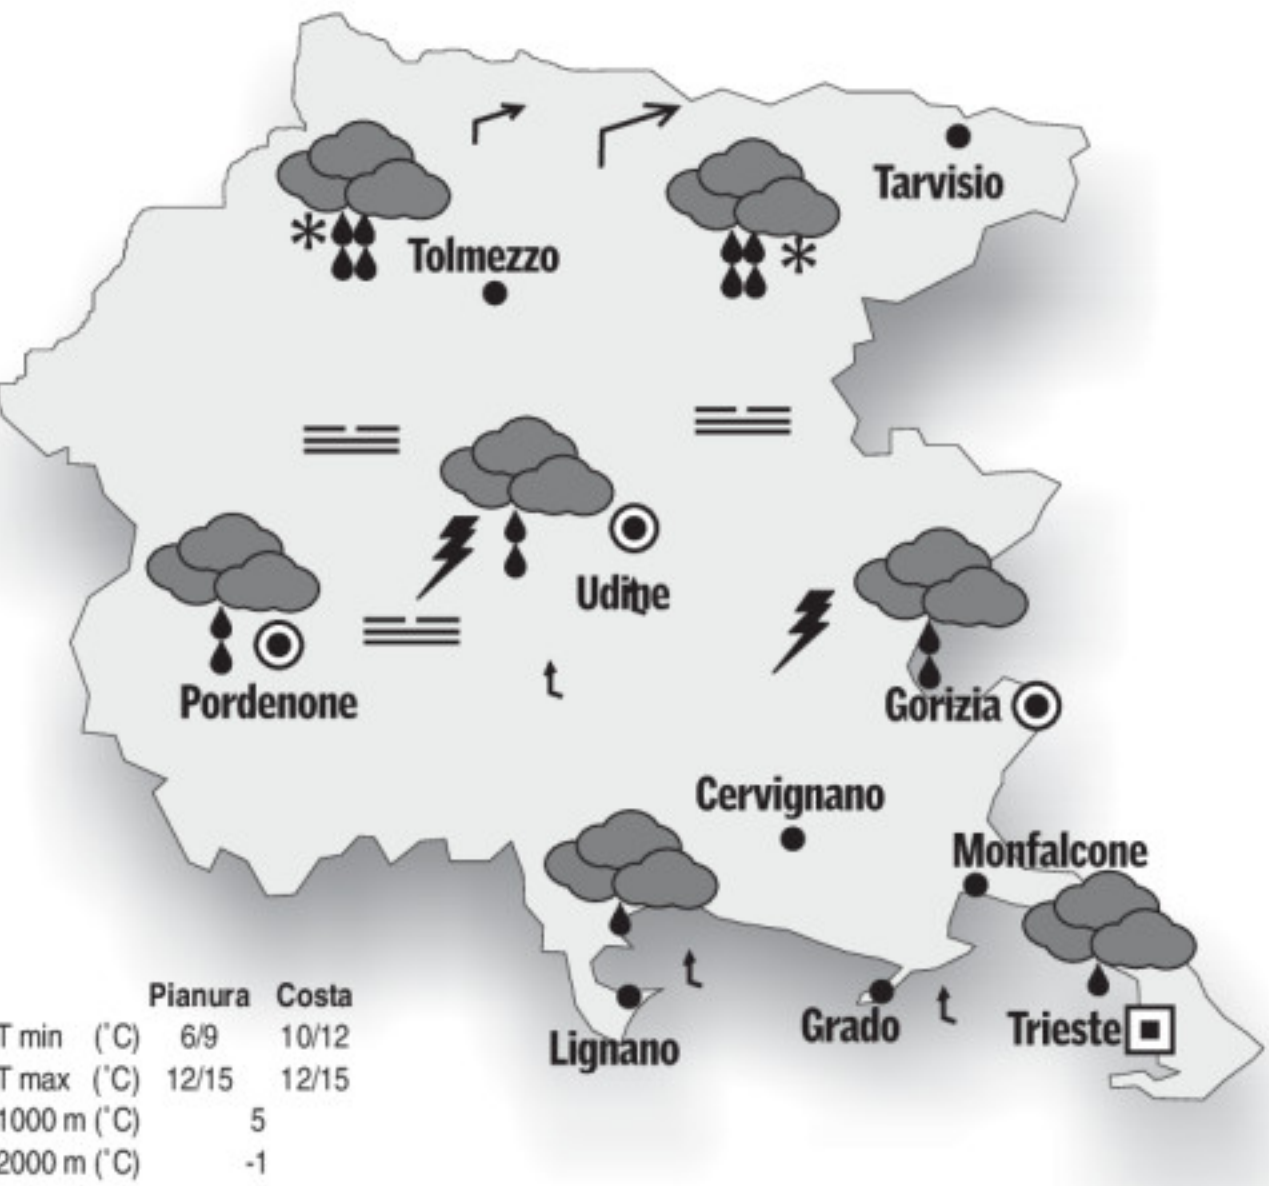 Tarvisio
Tolmezzo
Udine
Pordenone
Gorizia
Cervignano
Monfalcone
Grado
Trieste
Lignano
Pianura Costa
T min (°C) 6/9 10/12
T max (°C) 12/15 12/15
1000 m (°C) 5
2000 m (°C) -1